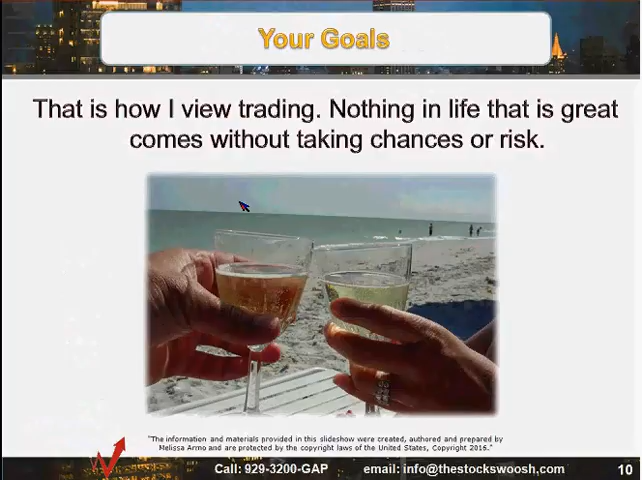 Your Goals
That is how I view trading. Nothing in life that is great
comes without taking chances or risk.
"The information and materials provided in this slideshow were created, authored and prepared by
Melissa Armo and are protected by the copyright laws of the United States, Copyright 2016."
Call: 929-3200-GAP email: info@thestockswoosh.com 10